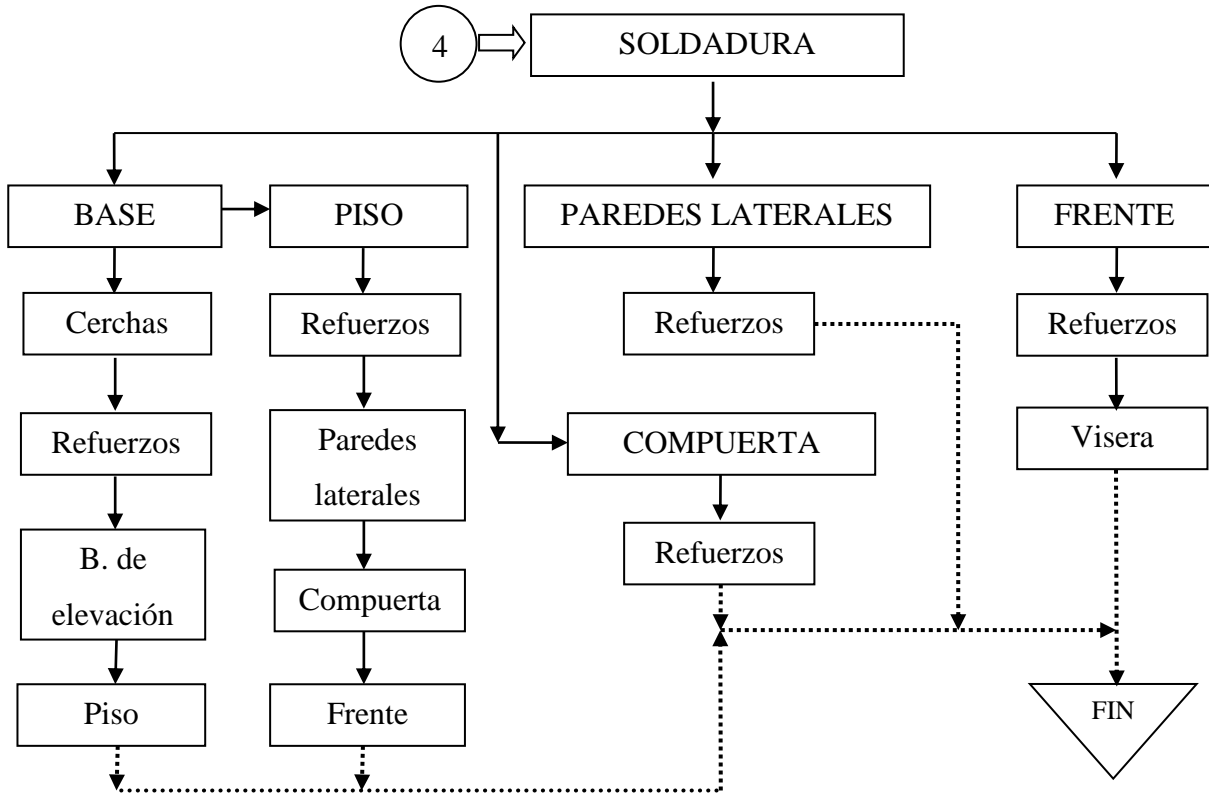 4
SOLDADURA
BASE
PISO
PAREDES LATERALES
FRENTE
Cerchas
Refuerzos
Refuerzos
Refuerzos
Refuerzos
Paredes
laterales
COMPUERTA
Visera
B. de
elevación
Compuerta
Refuerzos
Piso
Frente
FIN